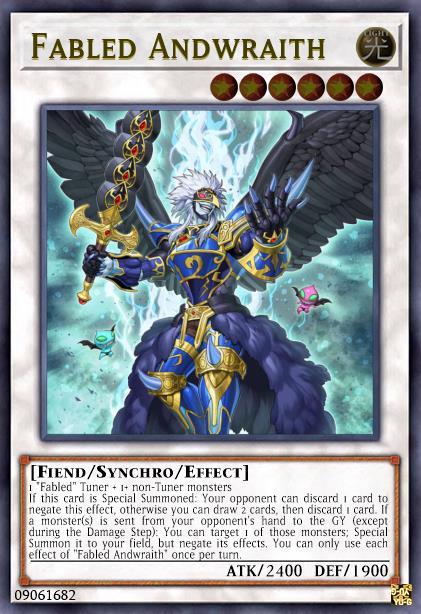 Fabled Andwraith
LIGHT
光
[Fiend/Synchro/Effect]
1 "Fabled" Tuner + 1+ non-Tuner monsters
If this card is Special Summoned: Your opponent can discard 1 card to
negate this effect, otherwise you can draw 2 cards, then discard 1 card. If
a monster(s) is sent from your opponent's hand to the GY (except
during the Damage Step): You can target 1 of those monsters; Special
Summon it to your field, but negate its effects. You can only use each
effect of "Fabled Andwraith" once per turn.
ATK/2400 DEF/1900
09061682